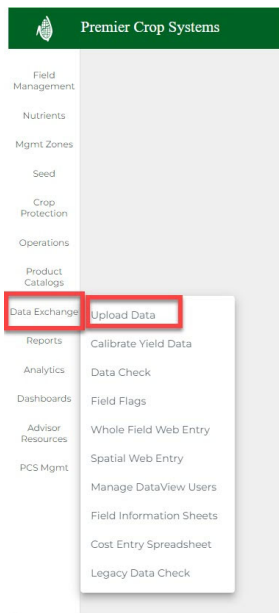 Premier Crop Systems
Field
Management
Nutrients
Mgmt Zones
Seed
Crop
Protection
Operations
Product
Catalogs
Data Exchange
Reports
Analytics
Dashboards
Advisor
Resources
PCS Mgmt
Upload Data
Calibrate Yield Data
Data Check
Field Flags
Whole Field Web Entry
Spatial Web Entry
Manage DataView Users
Field Information Sheets
Cost Entry Spreadsheet
Legacy Data Check